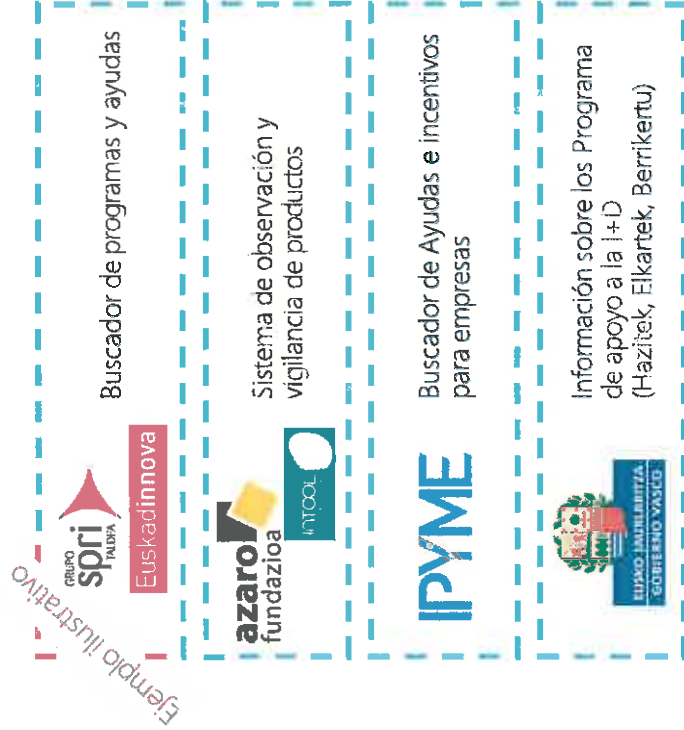 Ejemplo ilustrativo
GRUPO
spri
TALDEA
Euskadinnova
Buscador de programas y ayudas
azaro
fundazioa
INTOOL
Sistema de observación y
vigilancia de productos
IPYME
Buscador de Ayudas e incentivos
para empresas
EUSKO JAURLARITZA
GOBIERNO VASCO
Información sobre los Programa
de apoyo a la I+D
(Hazitek, Elkartek, Berrikertu)